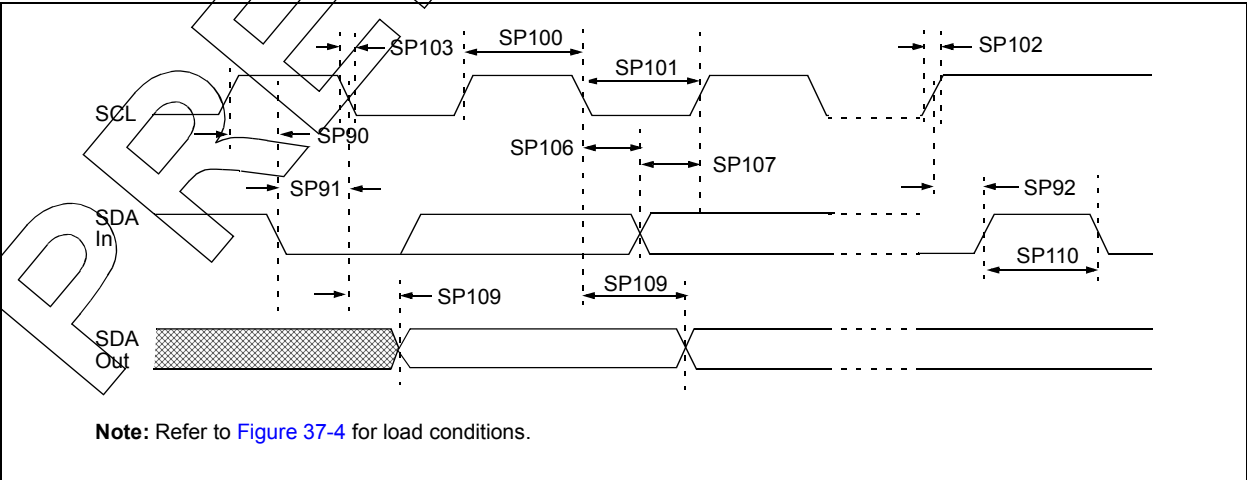 SP103
SP100
SP102
SP101
SCL
SP90
SP106
SP107
SP91
SP92
SDA
In
SP110
SP109
SP109
SDA
Out
Note: Refer to Figure 37-4 for load conditions.
PRE